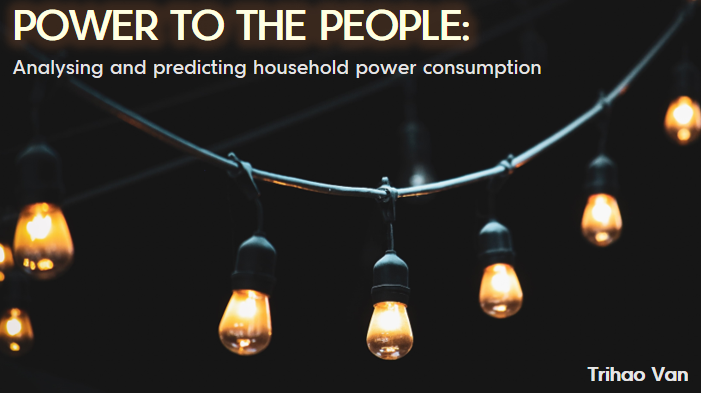 POWER TO THE PEOPLE:
Analysing and predicting household power consumption
Trihao Van